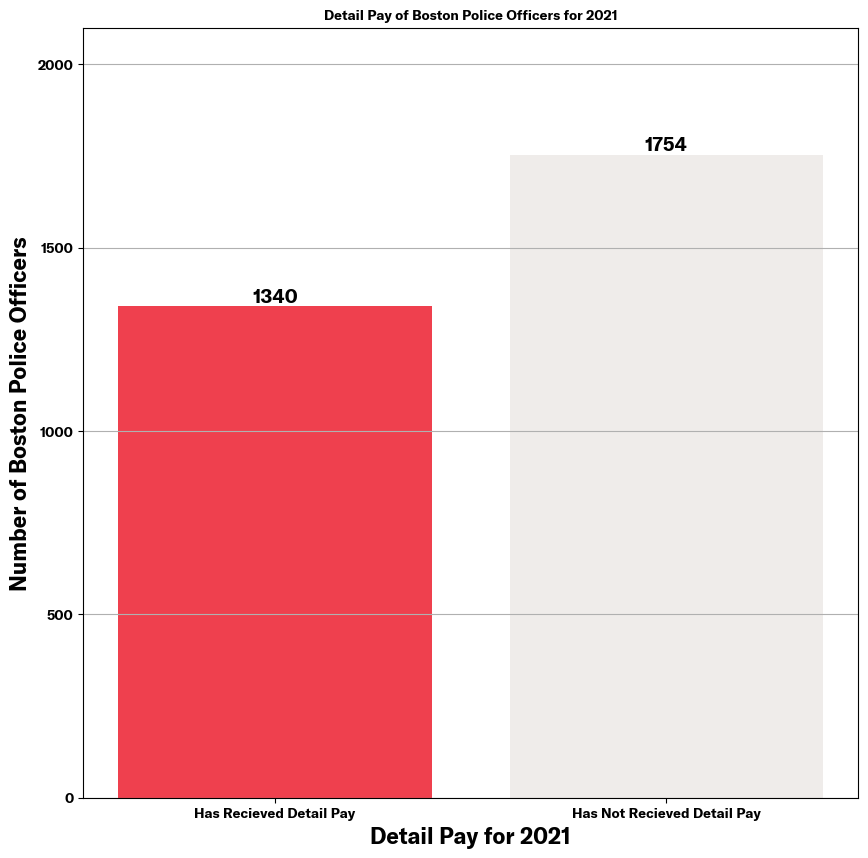 Detail Pay of Boston Police Officers for 2021
2000
1754
1500
1340
1000
500
0
Number of Boston Police Officers
Has Recieved Detail Pay
Has Not Recieved Detail Pay
Detail Pay for 2021